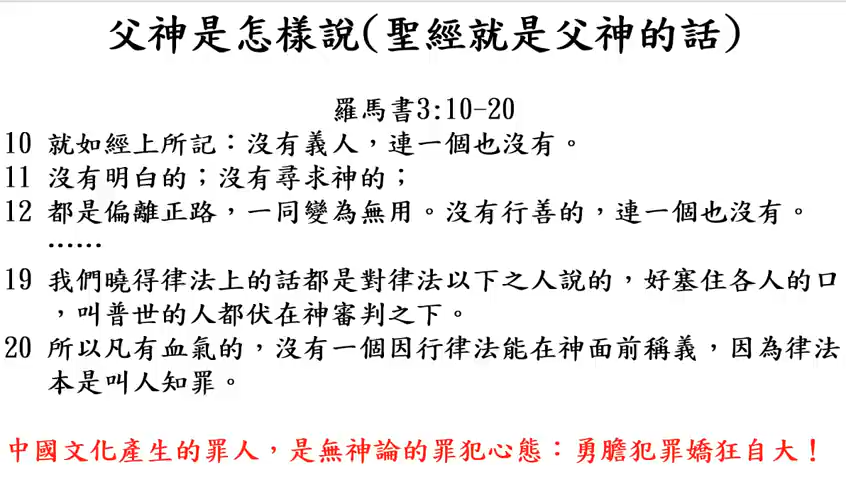 父神是怎樣說(聖經就是父神的話)
羅馬書3:10-20
10 就如經上所記：沒有義人，連一個也沒有。
11 沒有明白的；沒有尋求神的；
12 都是偏離正路，一同變為無用。沒有行善的，連一個也沒有。
……
19 我們曉得律法上的話都是對律法以下之人說的，好塞住各人的口
，叫普世的人都伏在神審判之下。
20 所以凡有血氣的，沒有一個因行律法能在神面前稱義，因為律法
本是叫人知罪。
中國文化產生的罪人，是無神論的罪犯心態：勇膽犯罪嬌狂自大！